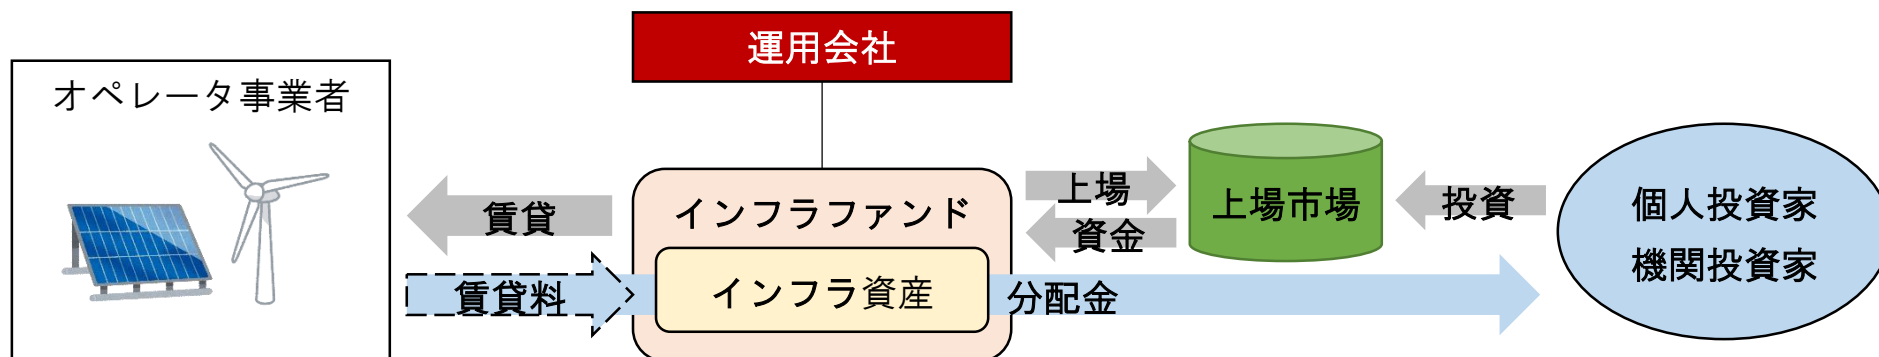 運用会社
オペレータ事業者
インフラファンド
上場
上場市場
投資
個人投資家
機関投資家
賃貸
資金
賃貸料
インフラ資産
分配金